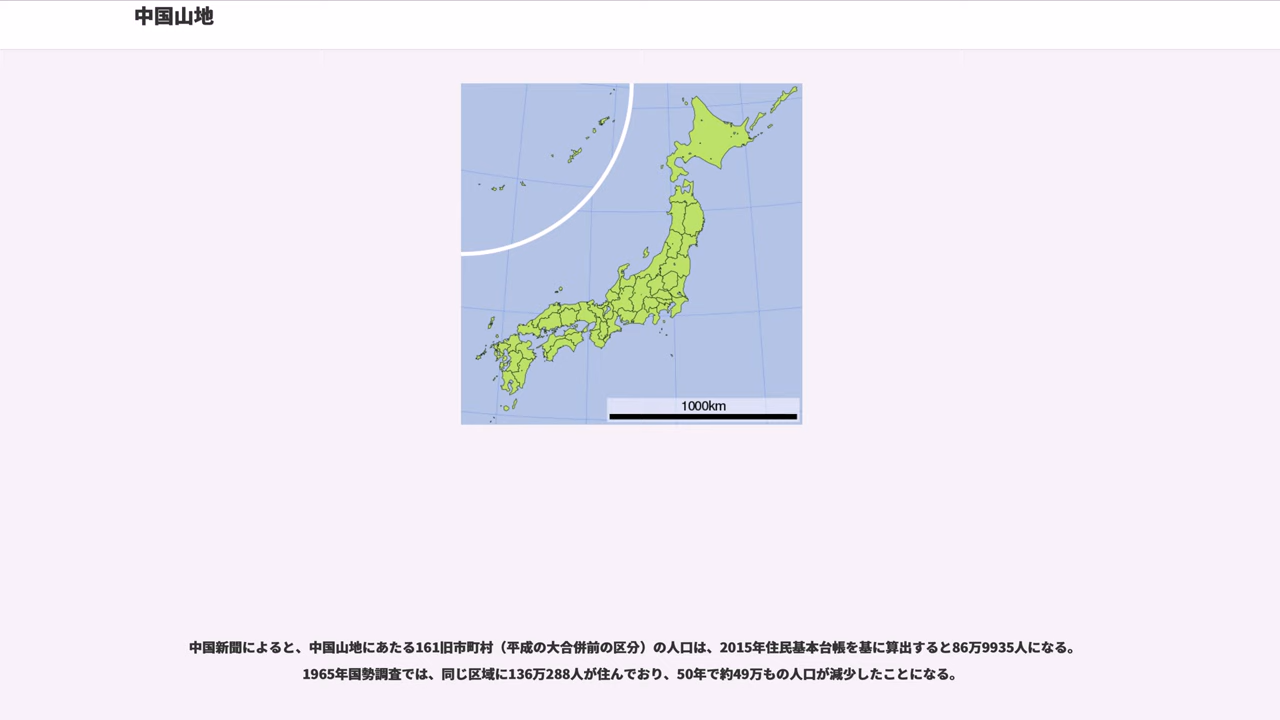 中国山地
1000km
中国新聞によると、中国山地にあたる161旧市町村（平成の大合併前の区分）の人口は、2015年住民基本台帳を基に算出すると86万9935人になる。
1965年国勢調査では、同じ区域に136万288人が住んでおり、50年で約49万もの人口が減少したことになる。